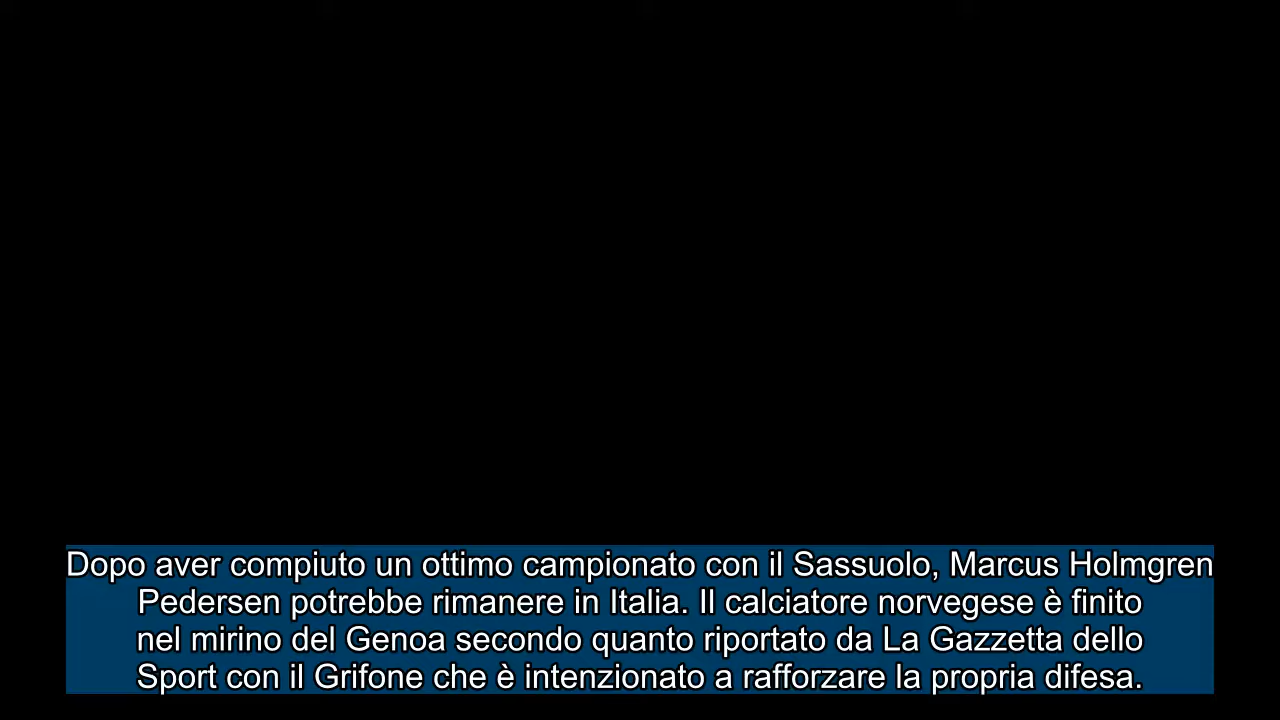 Dopo aver compiuto un ottimo campionato con il Sassuolo, Marcus Holmgren
Pedersen potrebbe rimanere in Italia. Il calciatore norvegese è finito
nel mirino del Genoa secondo quanto riportato da La Gazzetta dello
Sport con il Grifone che è intenzionato a rafforzare la propria difesa.